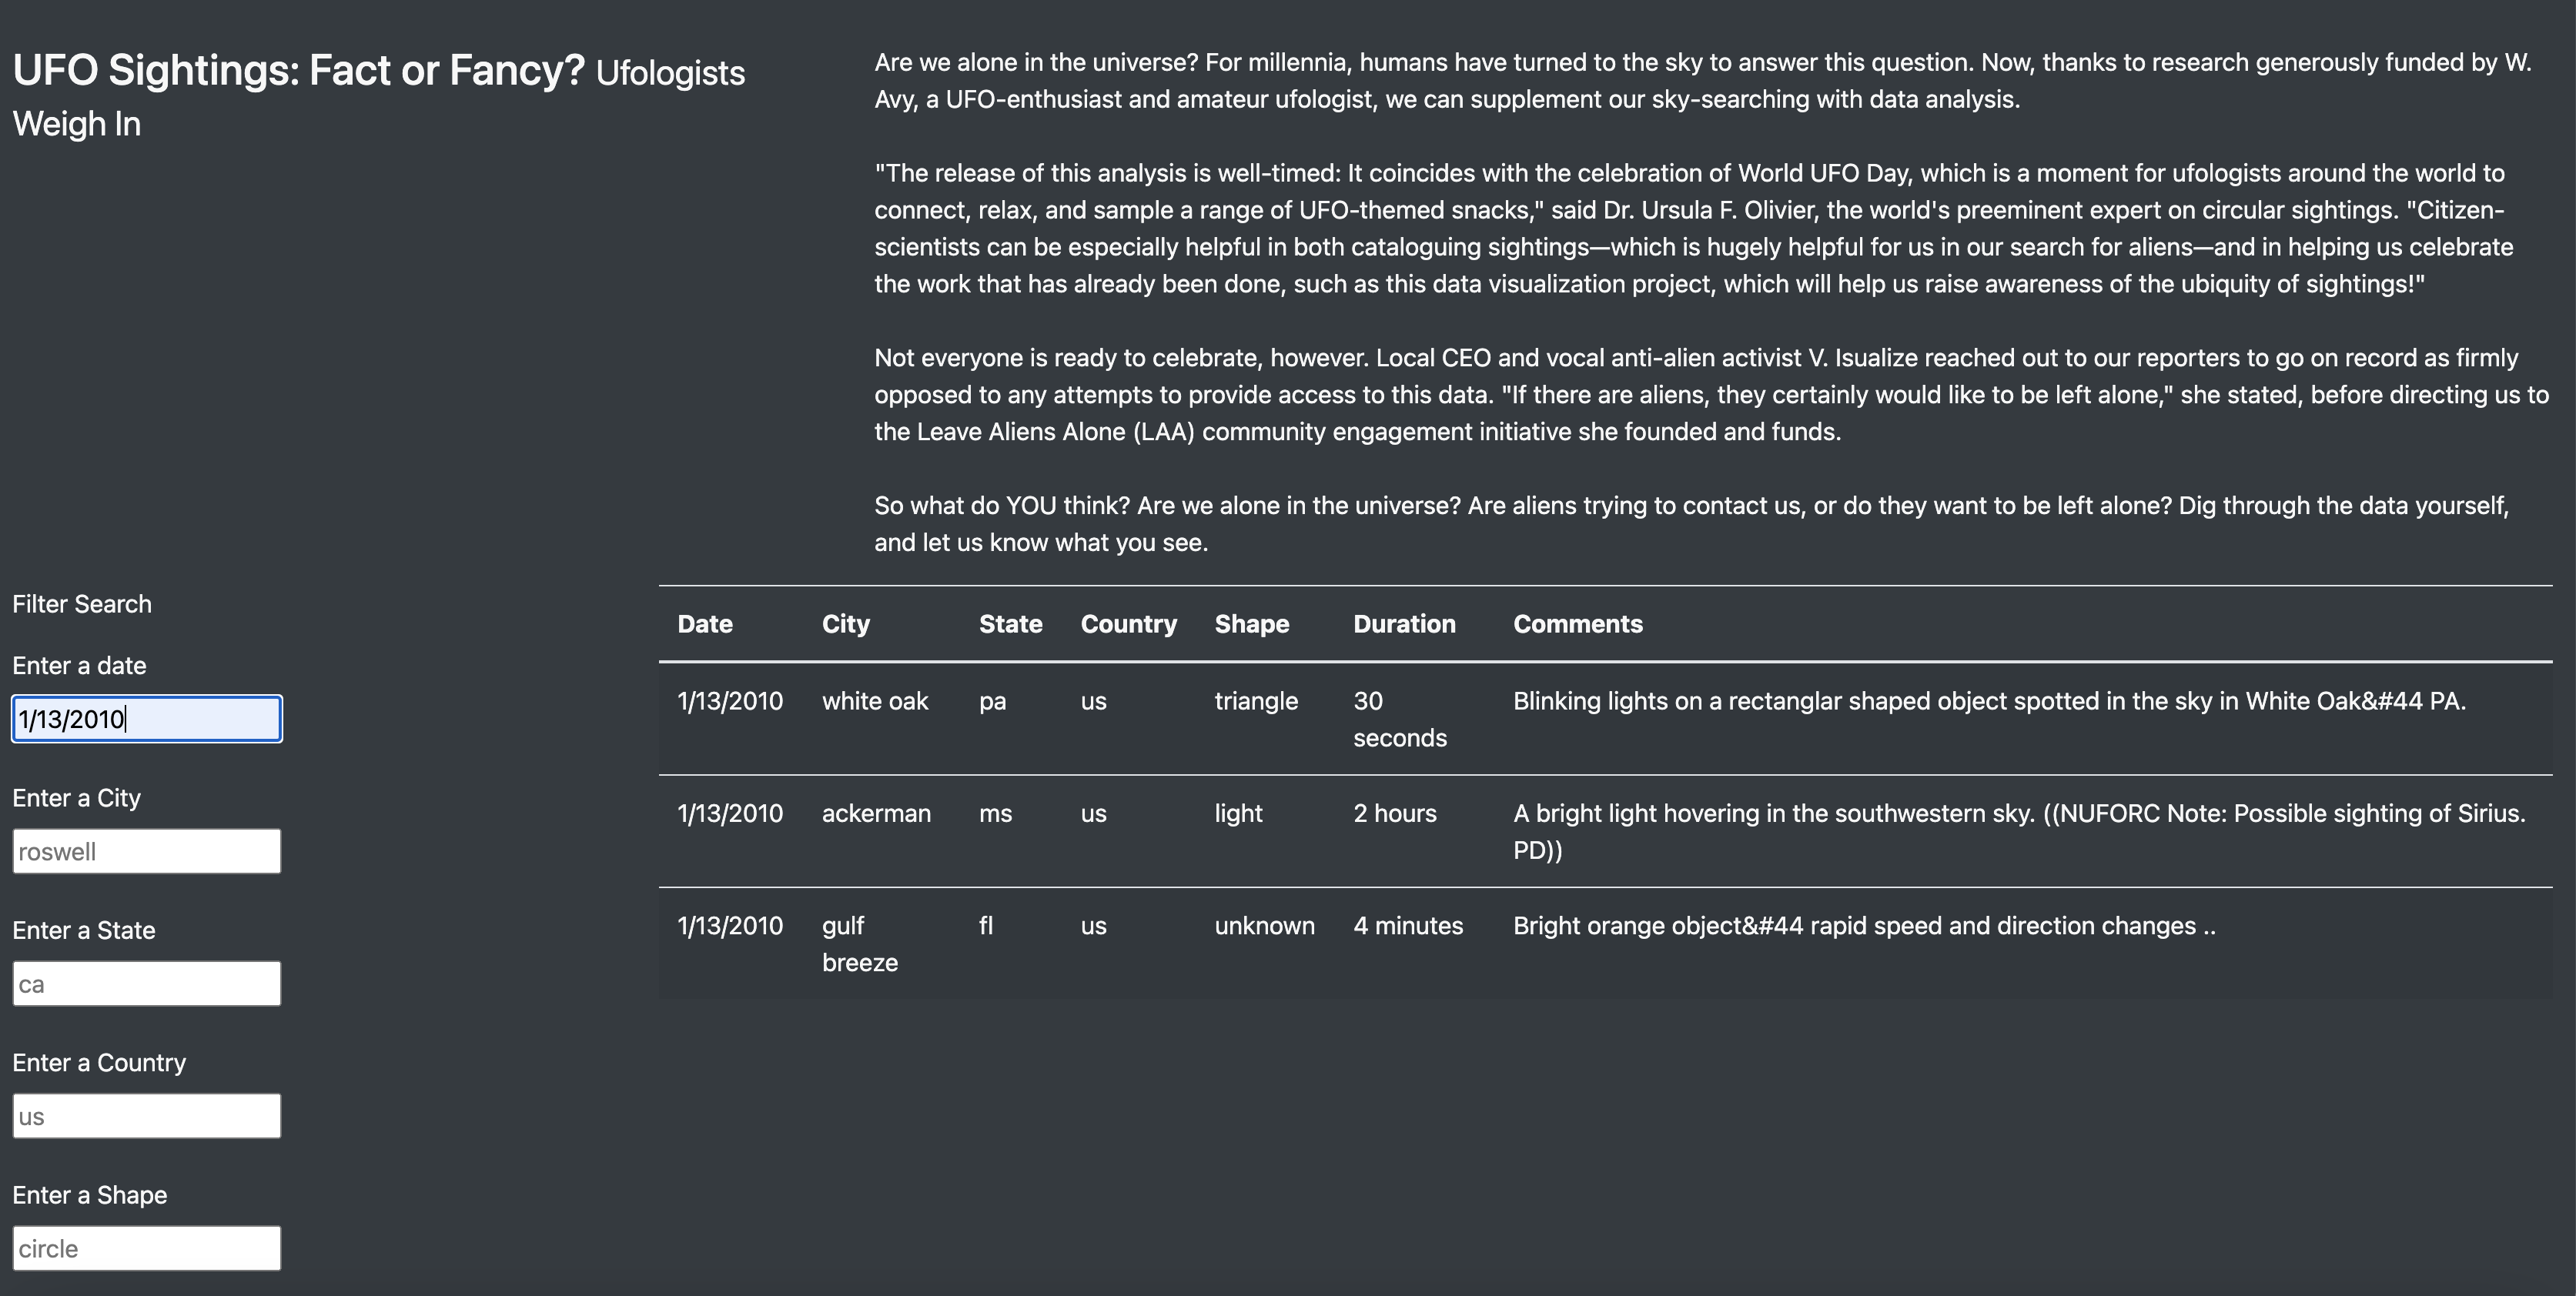 UFO Sightings: Fact or Fancy? Ufologists
Weigh In
Are we alone in the universe? For millennia, humans have turned to the sky to answer this question. Now, thanks to research generously funded by W.
Avy, a UFO-enthusiast and amateur ufologist, we can supplement our sky-searching with data analysis.
"The release of this analysis is well-timed: It coincides with the celebration of World UFO Day, which is a moment for ufologists around the world to
connect, relax, and sample a range of UFO-themed snacks," said Dr. Ursula F. Olivier, the world's preeminent expert on circular sightings. "Citizen-
scientists can be especially helpful in both cataloguing sightings—which is hugely helpful for us in our search for aliens—and in helping us celebrate
the work that has already been done, such as this data visualization project, which will help us raise awareness of the ubiquity of sightings!"
Not everyone is ready to celebrate, however. Local CEO and vocal anti-alien activist V. Isualize reached out to our reporters to go on record as firmly
opposed to any attempts to provide access to this data. "If there are aliens, they certainly would like to be left alone," she stated, before directing us to
the Leave Aliens Alone (LAA) community engagement initiative she founded and funds.
So what do YOU think? Are we alone in the universe? Are aliens trying to contact us, or do they want to be left alone? Dig through the data yourself,
and let us know what you see.
Filter Search
Enter a date
1/13/2010
Enter a City
roswell
Enter a State
ca
Enter a Country
us
Enter a Shape
circle
Date City State Country Shape Duration Comments
1/13/2010 white oak pa us triangle 30 Blinking lights on a rectanglar shaped object spotted in the sky in White Oak&#44 PA.
seconds
1/13/2010 ackerman ms us light 2 hours A bright light hovering in the southwestern sky. ((NUFORC Note: Possible sighting of Sirius.
PD))
1/13/2010 gulf fl us unknown 4 minutes Bright orange object&#44 rapid speed and direction changes ..
breeze